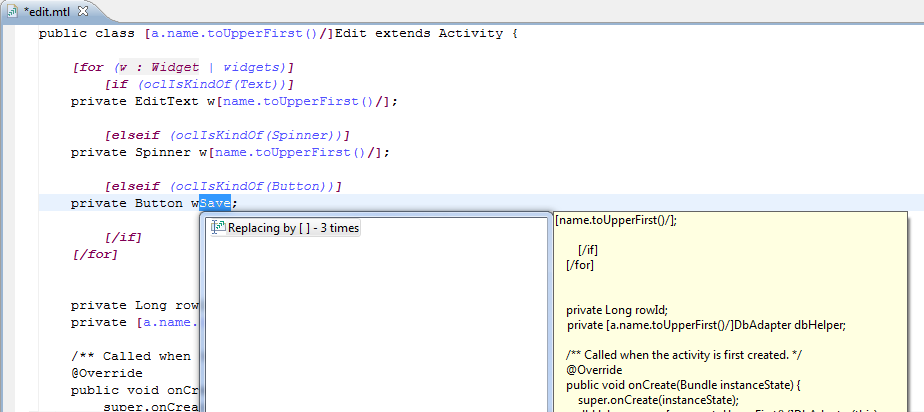 *edit.mtl
public class [a.name.toUpperFirst()/]Edit extends Activity {
[for (w : Widget | widgets)]
[if (oclIsKindOf(Text))]
private EditText w[name.toUpperFirst()/];
[elseif (oclIsKindOf(Spinner))]
private Spinner w[name.toUpperFirst()/];
[elseif (oclIsKindOf(Button))]
private Button wSave;
[/if]
[/for]
private Long row
private [a.name.
/** Called when
@Override
public void onCr
super.onCrea
Replacing by [ ] - 3 times
[name.toUpperFirst()/];
[/if]
[/for]
private Long rowId;
private [a.name.toUpperFirst()/]DbAdapter dbHelper;
/** Called when the activity is first created. */
@Override
public void onCreate(Bundle instanceState) {
super.onCreate(instanceState);